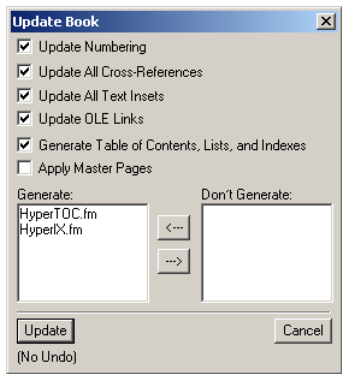 Update Book
Update Numbering
Update All Cross-References
Update All Text Insets
Update OLE Links
Generate Table of Contents, Lists, and Indexes
Apply Master Pages
Generate: Don't Generate:
HyperTOC.fm
HyperIX.fm
<---
--->
Update Cancel
(No Undo)